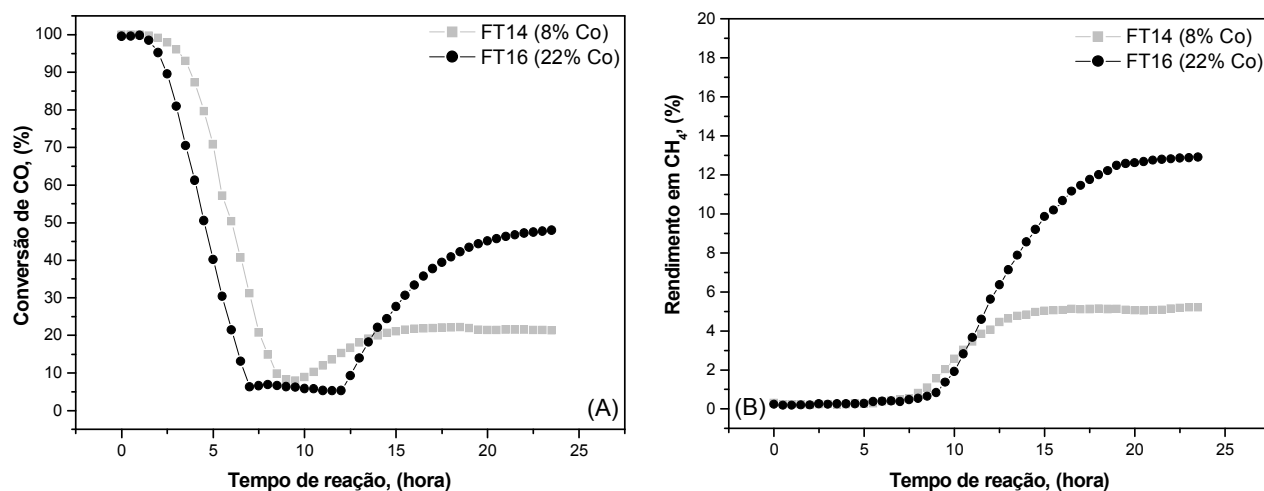 100
90
80
70
60
50
40
30
20
10
0
Conversão de CO, (%)
FT14 (8% Co)
FT16 (22% Co)
(A)
0 5 10 15 20 25
Tempo de reação, (hora)
20
18
16
14
12
10
8
6
4
2
0
Rendimento em CH₄, (%)
FT14 (8% Co)
FT16 (22% Co)
(B)
0 5 10 15 20 25
Tempo de reação, (hora)